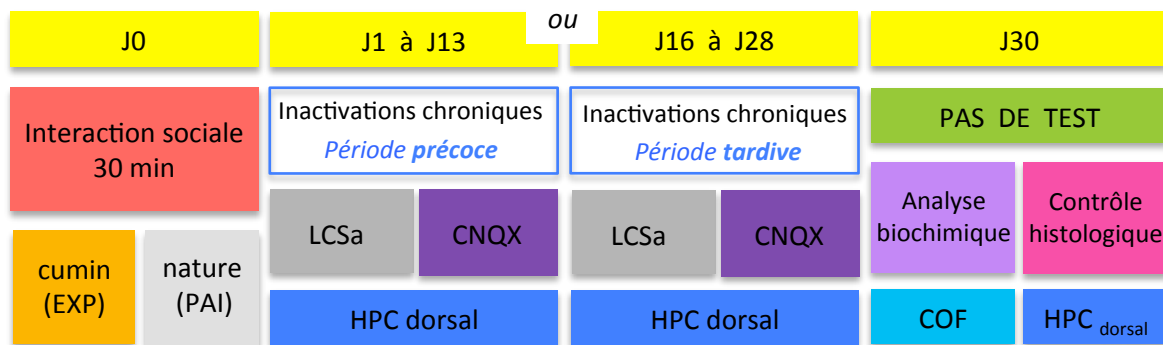 ou
J0
J1 à J13
J16 à J28
J30
Interaction sociale
30 min
Inactivations chroniques
Période précoce
Inactivations chroniques
Période tardive
PAS DE TEST
LCSa
CNQX
LCSa
CNQX
Analyse
biochimique
Contrôle
histologique
cumin
(EXP)
nature
(PAI)
HPC dorsal
HPC dorsal
COF
HPC dorsal